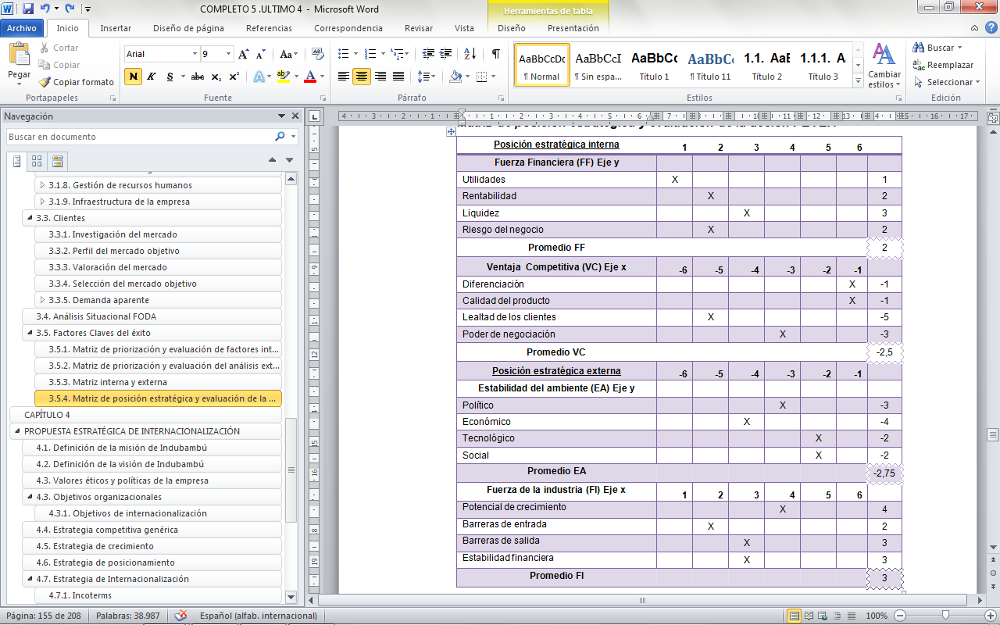 COMPLETO 5 .ULTIMO 4 - Microsoft Word
Herramientas de tabla
Archivo Inicio Insertar Diseño de página Referencias Correspondencia Revisar Vista Diseño Presentación
Pegar
Cortar
Copiar
Copiar formato
Portapapeles
Arial 9
N K S abc x₂ x²
Fuente
Párrafo
AaBbCcDc AaBbCcI AaBbCc AaBbCc 1.1. AaE 1.1.1. A
¶ Normal ¶ Sin espa... Título 1 ¶ Título 11 Título 2 Título 3
Estilos
Cambiar estilos
Buscar
Reemplazar
Seleccionar
Edición
Navegación
Buscar en documento
3.1.8. Gestión de recursos humanos
3.1.9. Infraestructura de la empresa
3.3. Clientes
3.3.1. Investigación del mercado
3.3.2. Perfil del mercado objetivo
3.3.3. Valoración del mercado
3.3.4. Selección del mercado objetivo
3.3.5. Demanda aparente
3.4. Análisis Situacional FODA
3.5. Factores Claves del éxito
3.5.1. Matriz de priorización y evaluación de factores int...
3.5.2. Matriz de priorización y evaluación del análisis ext...
3.5.3. Matriz interna y externa
3.5.4. Matriz de posición estratégica y evaluación de la ...
CAPÍTULO 4
PROPUESTA ESTRATÉGICA DE INTERNACIONALIZACIÓN
4.1. Definición de la misión de Indubambú
4.2. Definición de la visión de Indubambú
4.3. Valores éticos y políticas de la empresa
4.3. Objetivos organizacionales
4.3.1. Objetivos de internacionalización
4.4. Estrategia competitiva genérica
4.5. Estrategia de crecimiento
4.6. Estrategia de posicionamiento
4.7. Estrategia de Internacionalización
4.7.1. Incoterms
Posición estratégica interna 1 2 3 4 5 6
Fuerza Financiera (FF) Eje y
Utilidades X 1
Rentabilidad X 2
Liquidez X 3
Riesgo del negocio X 2
Promedio FF 2
Ventaja Competitiva (VC) Eje x -6 -5 -4 -3 -2 -1
Diferenciación X -1
Calidad del producto X -1
Lealtad de los clientes X -5
Poder de negociación X -3
Promedio VC -2,5
Posición estratégica externa -6 -5 -4 -3 -2 -1
Estabilidad del ambiente (EA) Eje y
Político X -3
Económico X -4
Tecnológico X -2
Social X -2
Promedio EA -2,75
Fuerza de la industria (FI) Eje x 1 2 3 4 5 6
Potencial de crecimiento X 4
Barreras de entrada X 2
Barreras de salida X 3
Estabilidad financiera X 3
Promedio FI 3
Página: 155 de 208 Palabras: 38.987 Español (alfab. internacional) 100%